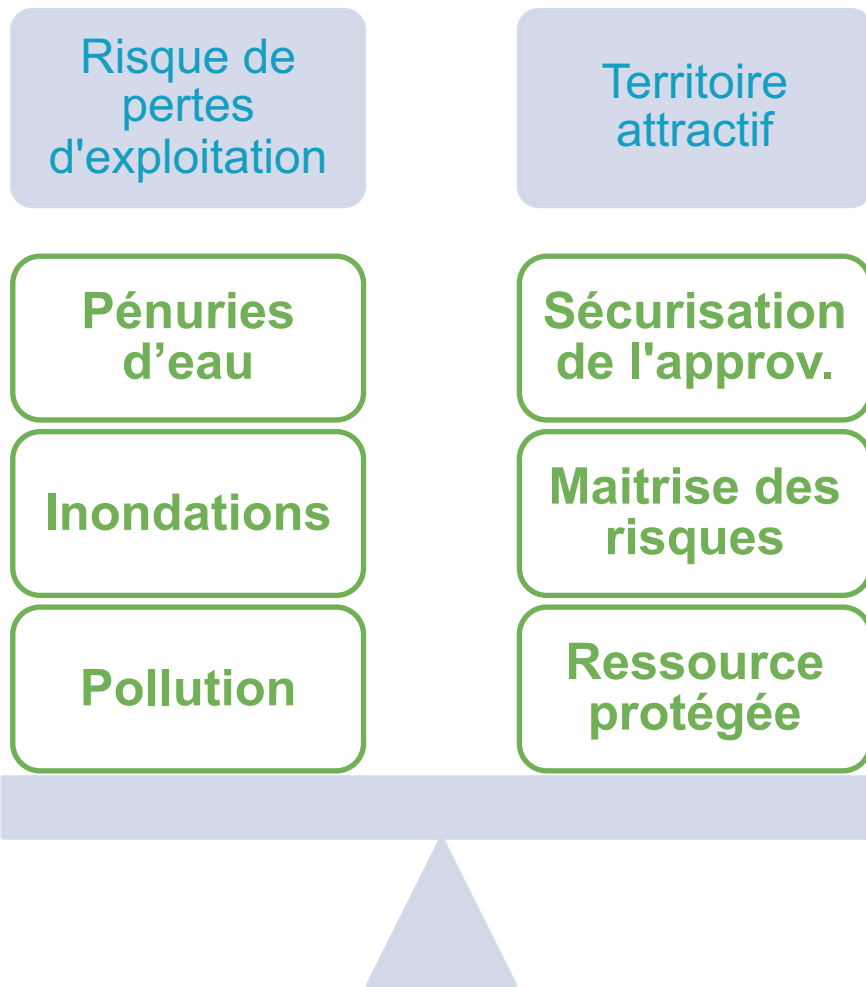 Risque de
pertes
d'exploitation
Territoire
attractif
Pénuries
d’eau
Sécurisation
de l'approv.
Inondations
Maitrise des
risques
Pollution
Ressource
protégée